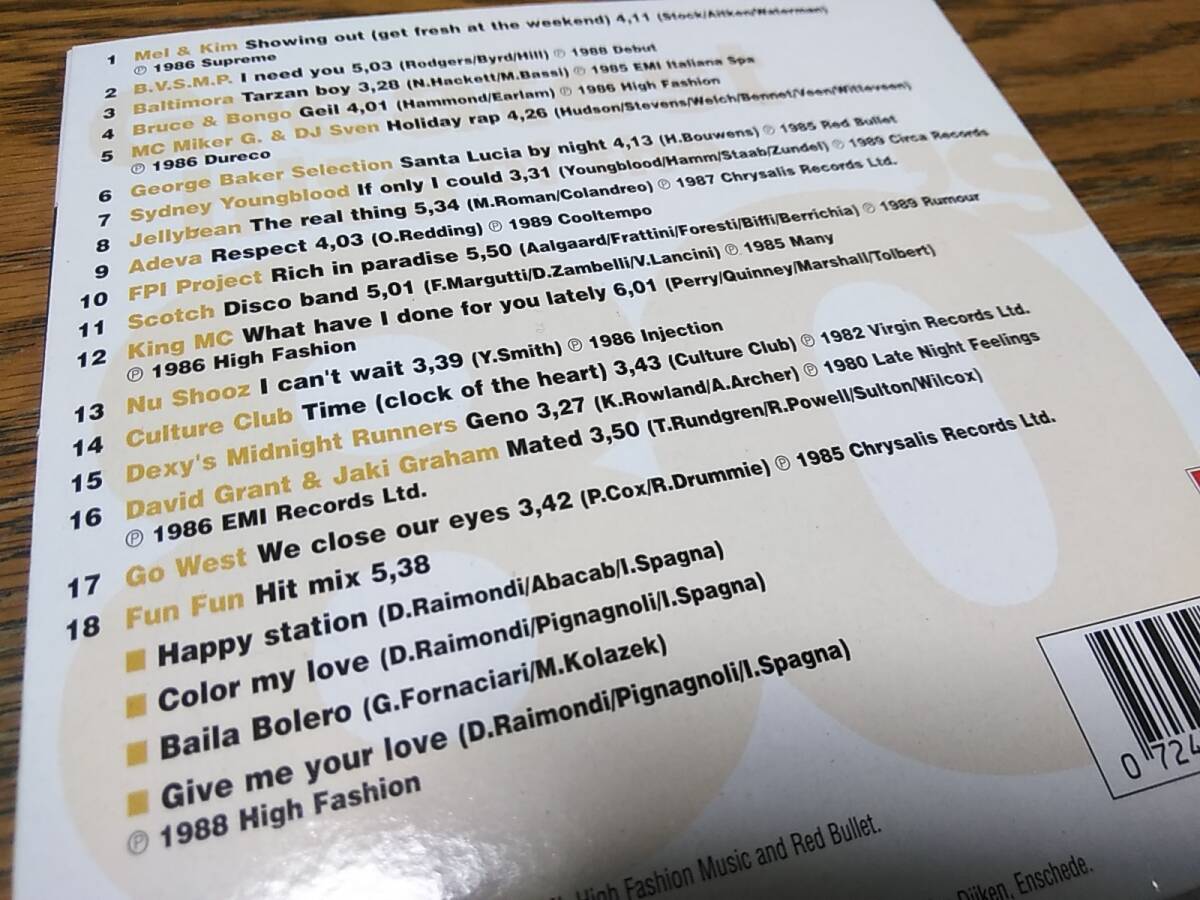 1 Mel & Kim Showing out (get fresh at the weekend) 4,11 (Stock/Aitken/Waterman)
℗ 1986 Supreme
2 B.V.S.M.P. I need you 5,03 (Rodgers/Byrd/Hill) ℗ 1988 Debut
3 Baltimora Tarzan boy 3,28 (N.Hackett/M.Bassi) ℗ 1985 EMI Italiana Spa
4 Bruce & Bongo Geil 4,01 (Hammond/Earlam) ℗ 1986 High Fashion
5 MC Miker G. & DJ Sven Holiday rap 4,26 (Hudson/Stevens/Welch/Bennet/Veen/Witteveen)
℗ 1986 Dureco
6 George Baker Selection Santa Lucia by night 4,13 (H.Bouwens) ℗ 1985 Red Bullet
7 Sydney Youngblood If only I could 3,31 (Youngblood/Hamm/Staab/Zundel) ℗ 1989 Circa Records
8 Jellybean The real thing 5,34 (M.Roman/Colandreo) ℗ 1987 Chrysalis Records Ltd.
9 Adeva Respect 4,03 (O.Redding) ℗ 1989 Cooltempo
10 FPI Project Rich in paradise 5,50 (Aalgaard/Frattini/Foresti/Biffi/Berrichia) ℗ 1989 Rumour
11 Scotch Disco band 5,01 (F.Margutti/D.Zambelli/V.Lancini) ℗ 1985 Many
12 King MC What have I done for you lately 6,01 (Perry/Quinney/Marshall/Tolbert)
℗ 1986 High Fashion
13 Nu Shooz I can't wait 3,39 (Y.Smith) ℗ 1986 Injection
14 Culture Club Time (clock of the heart) 3,43 (Culture Club) ℗ 1982 Virgin Records Ltd.
15 Dexy's Midnight Runners Geno 3,27 (K.Rowland/A.Archer) ℗ 1980 Late Night Feelings
16 David Grant & Jaki Graham Mated 3,50 (T.Rundgren/R.Powell/Sulton/Wilcox)
℗ 1986 EMI Records Ltd.
17 Go West We close our eyes 3,42 (P.Cox/R.Drummie) ℗ 1985 Chrysalis Records Ltd.
18 Fun Fun Hit mix 5,38
Happy station (D.Raimondi/Abacab/I.Spagna)
Color my love (D.Raimondi/Pignagnoli/I.Spagna)
Baila Bolero (G.Fornaciari/M.Kolazek)
Give me your love (D.Raimondi/Pignagnoli/I.Spagna)
℗ 1988 High Fashion
0 724
High Fashion Music and Red Bullet.
Dijken, Enschede.